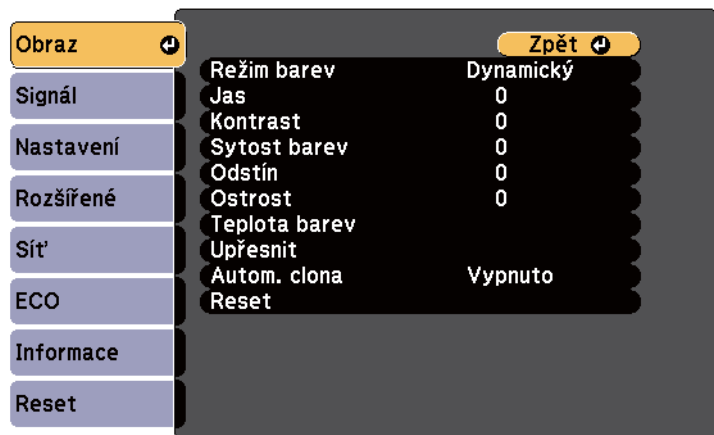 Obraz
Signál
Nastavení
Rozšířené
Síť
ECO
Informace
Reset
Zpět
Režim barev Dynamický
Jas 0
Kontrast 0
Sytost barev 0
Odstín 0
Ostrost 0
Teplota barev
Upřesnit
Autom. clona Vypnuto
Reset